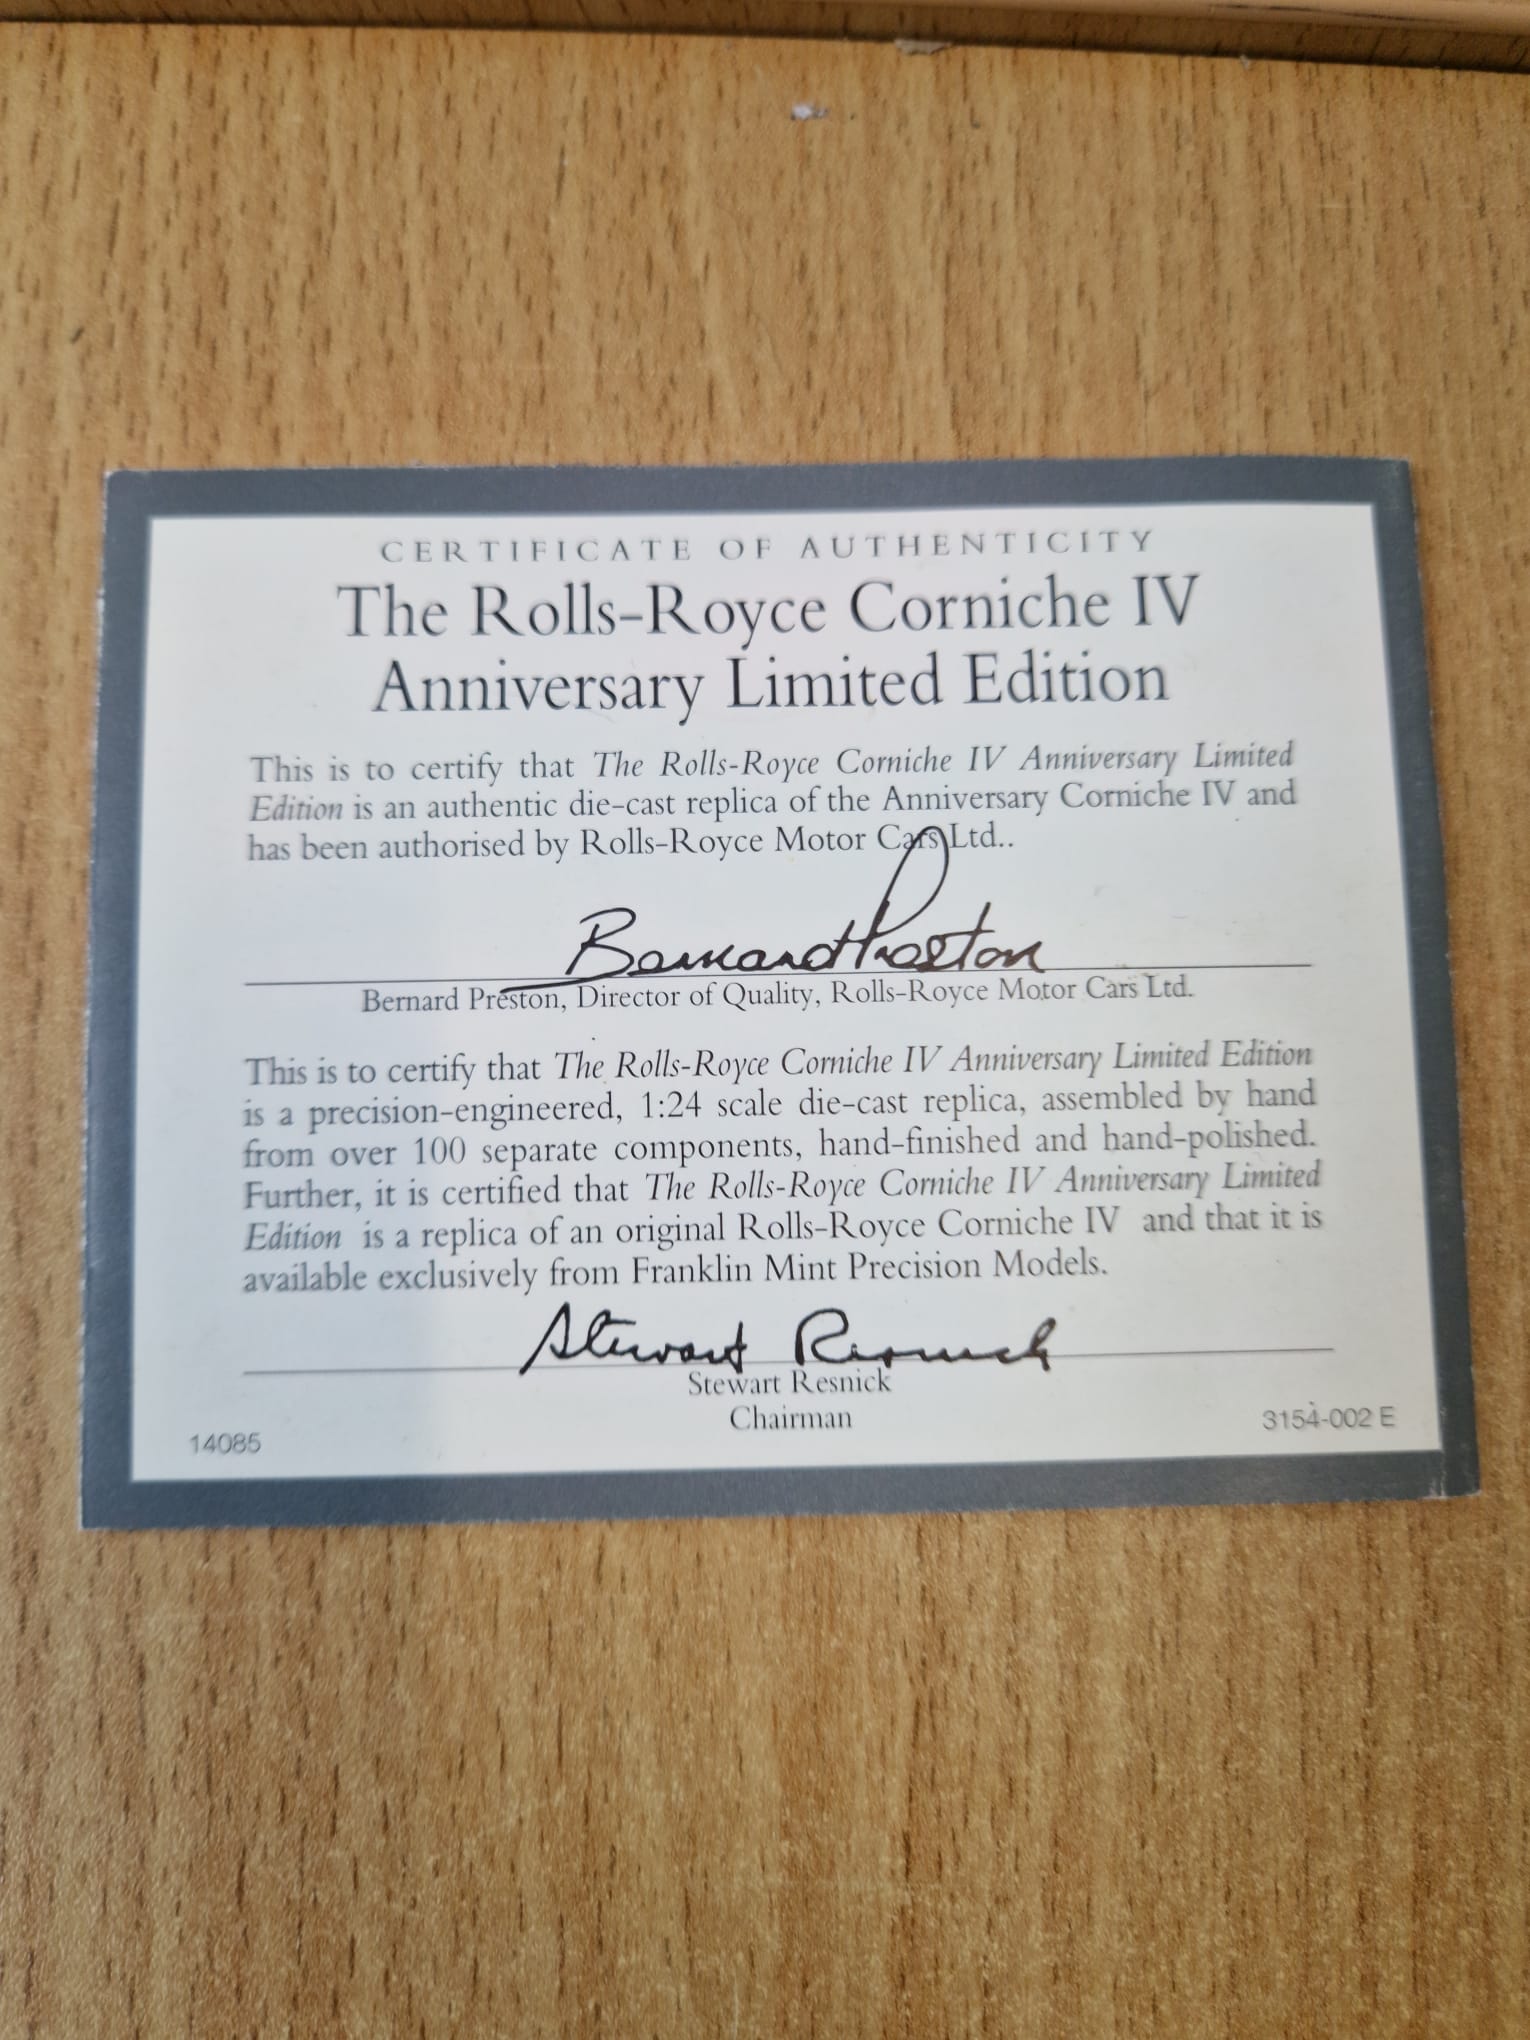 CERTIFICATE OF AUTHENTICITY
The Rolls-Royce Corniche IV
Anniversary Limited Edition
This is to certify that The Rolls-Royce Corniche IV Anniversary Limited
Edition is an authentic die-cast replica of the Anniversary Corniche IV and
has been authorised by Rolls-Royce Motor Cars Ltd..
Bernard Preston
Bernard Preston, Director of Quality, Rolls-Royce Motor Cars Ltd.
This is to certify that The Rolls-Royce Corniche IV Anniversary Limited Edition
is a precision-engineered, 1:24 scale die-cast replica, assembled by hand
from over 100 separate components, hand-finished and hand-polished.
Further, it is certified that The Rolls-Royce Corniche IV Anniversary Limited
Edition is a replica of an original Rolls-Royce Corniche IV and that it is
available exclusively from Franklin Mint Precision Models.
Stewart Resnick
Stewart Resnick
Chairman
14085
3154-002 E